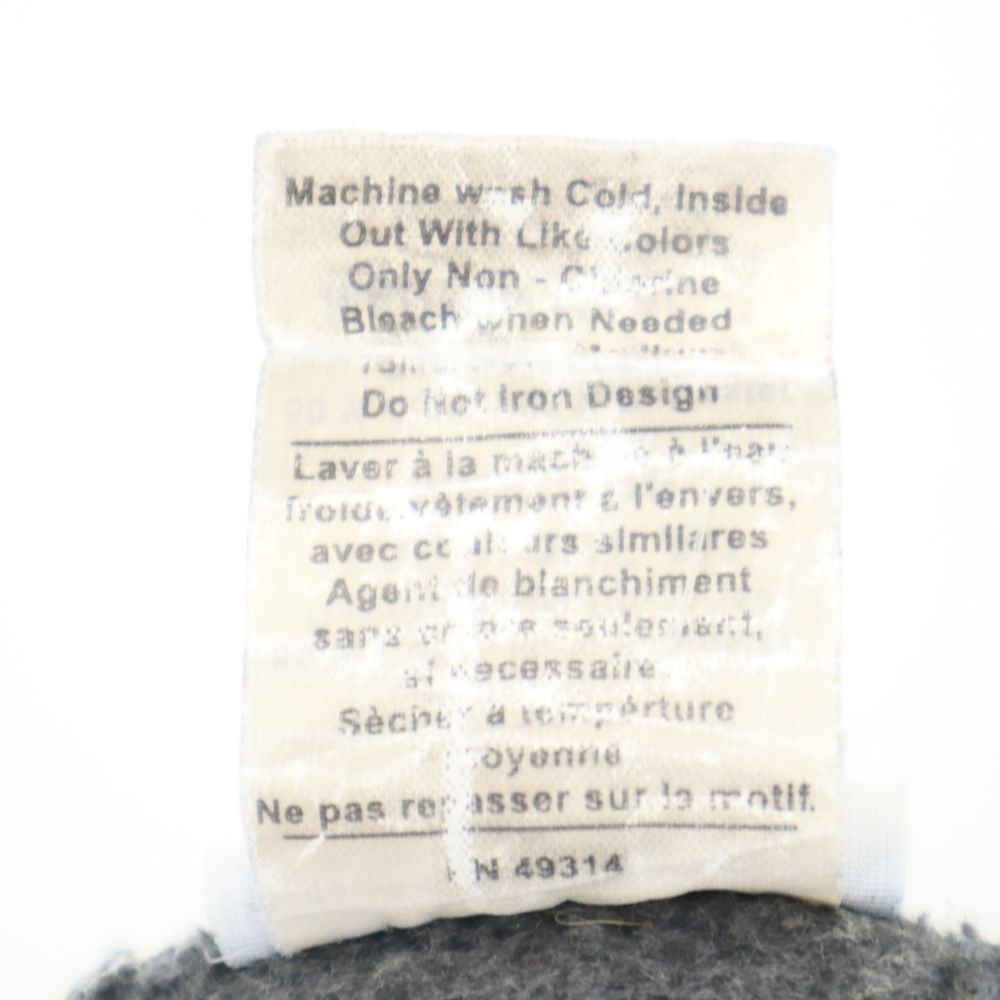 Machine wash Cold, Inside
Out With Like Colors
Only Non - Chlorine
Bleach when Needed
Do Not Iron Design
Laver à la machine à l'eau
froide, vêtement à l'envers,
avec couleurs similares
Agent de blanchiment
sans chlore seulement,
si necessaire
Sècher à tempérture
moyenne
Ne pas repasser sur le motif.
RN 49314